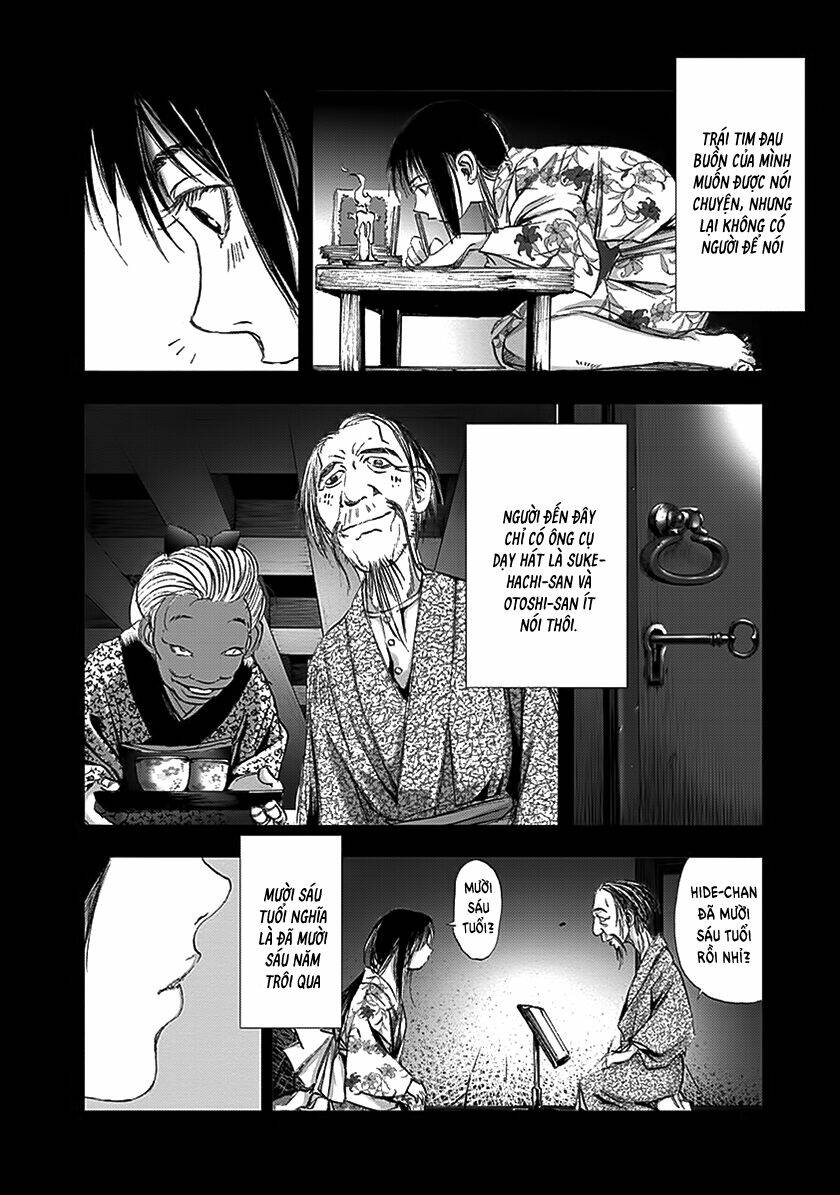 TRÁI TIM ĐAU
BUỒN CỦA MÌNH
MUỐN ĐƯỢC NÓI
CHUYỆN, NHƯNG
LẠI KHÔNG CÓ
NGƯỜI ĐỂ NÓI
NGƯỜI ĐẾN ĐÂY
CHỈ CÓ ÔNG CỤ
DẠY HÁT LÀ SUKE-
HACHI-SAN VÀ
OTOSHI-SAN ÍT
NÓI THÔI.
HIDE-CHAN
ĐÃ MƯỜI
SÁU TUỔI
RỒI NHỈ?
MƯỜI
SÁU
TUỔI?
MƯỜI SÁU
TUỔI NGHĨA
LÀ ĐÃ MƯỜI
SÁU NĂM
TRÔI QUA